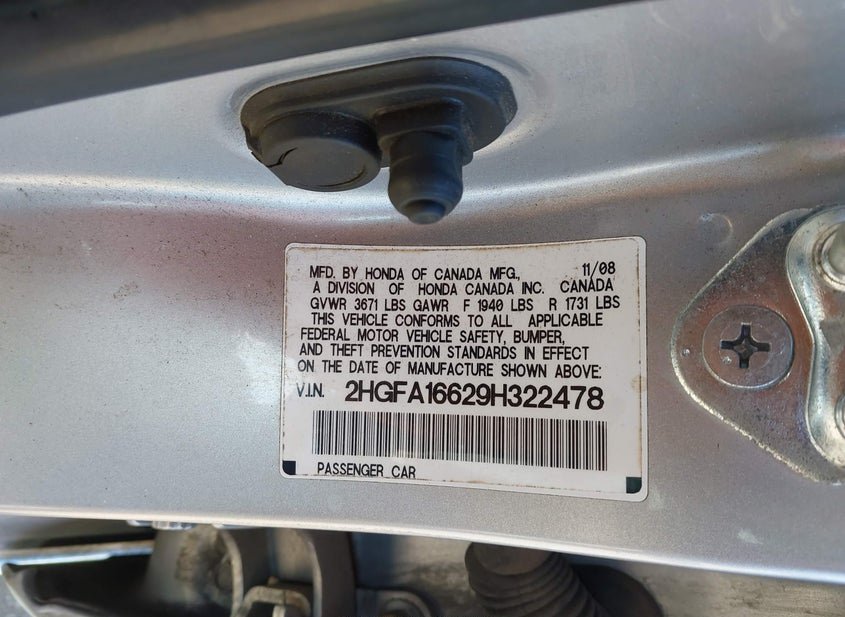 MFD. BY HONDA OF CANADA MFG., 11/08
A DIVISION OF HONDA CANADA INC. CANADA
GVWR 3671 LBS GAWR F 1940 LBS R 1731 LBS
THIS VEHICLE CONFORMS TO ALL APPLICABLE
FEDERAL MOTOR VEHICLE SAFETY, BUMPER,
AND THEFT PREVENTION STANDARDS IN EFFECT
ON THE DATE OF MANUFACTURE SHOWN ABOVE:
V.I.N. 2HGFA16629H322478
PASSENGER CAR